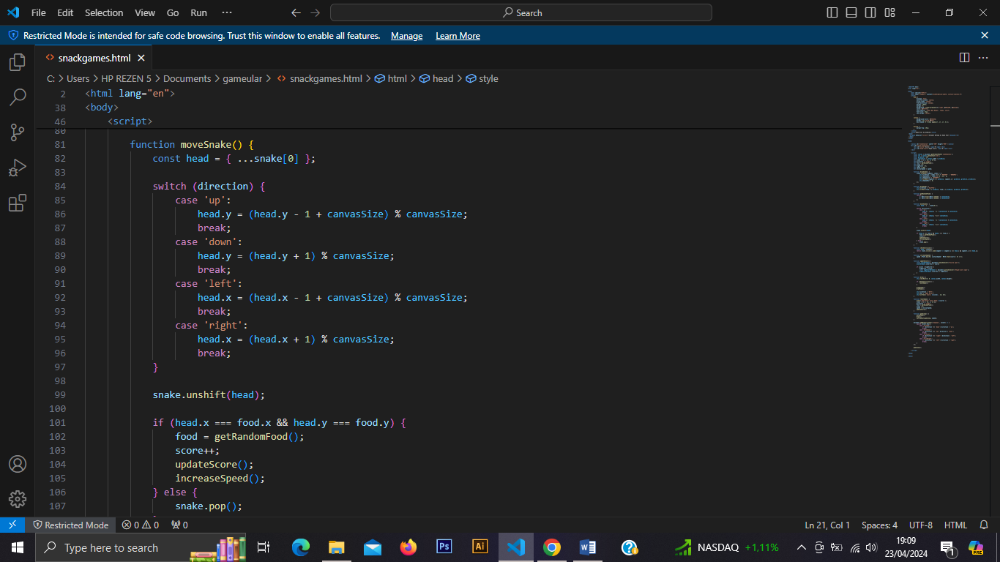 File Edit Selection View Go Run ···
Search
Restricted Mode is intended for safe code browsing. Trust this window to enable all features. Manage Learn More
snackgames.html
C: > Users > HP REZEN 5 > Documents > gameular > snackgames.html > html > head > style
2 <html lang="en">
38 <body>
46 <script>
80
81 function moveSnake() {
82 const head = { ...snake[0] };
83
84 switch (direction) {
85 case 'up':
86 head.y = (head.y - 1 + canvasSize) % canvasSize;
87 break;
88 case 'down':
89 head.y = (head.y + 1) % canvasSize;
90 break;
91 case 'left':
92 head.x = (head.x - 1 + canvasSize) % canvasSize;
93 break;
94 case 'right':
95 head.x = (head.x + 1) % canvasSize;
96 break;
97 }
98
99 snake.unshift(head);
100
101 if (head.x === food.x && head.y === food.y) {
102 food = getRandomFood();
103 score++;
104 updateScore();
105 increaseSpeed();
106 } else {
107 snake.pop();
Restricted Mode 0 0 0 Ln 21, Col 1 Spaces: 4 UTF-8 HTML
Type here to search
Ps
Ai
W
NASDAQ +1,11%
19:09
23/04/2024
1
PRE